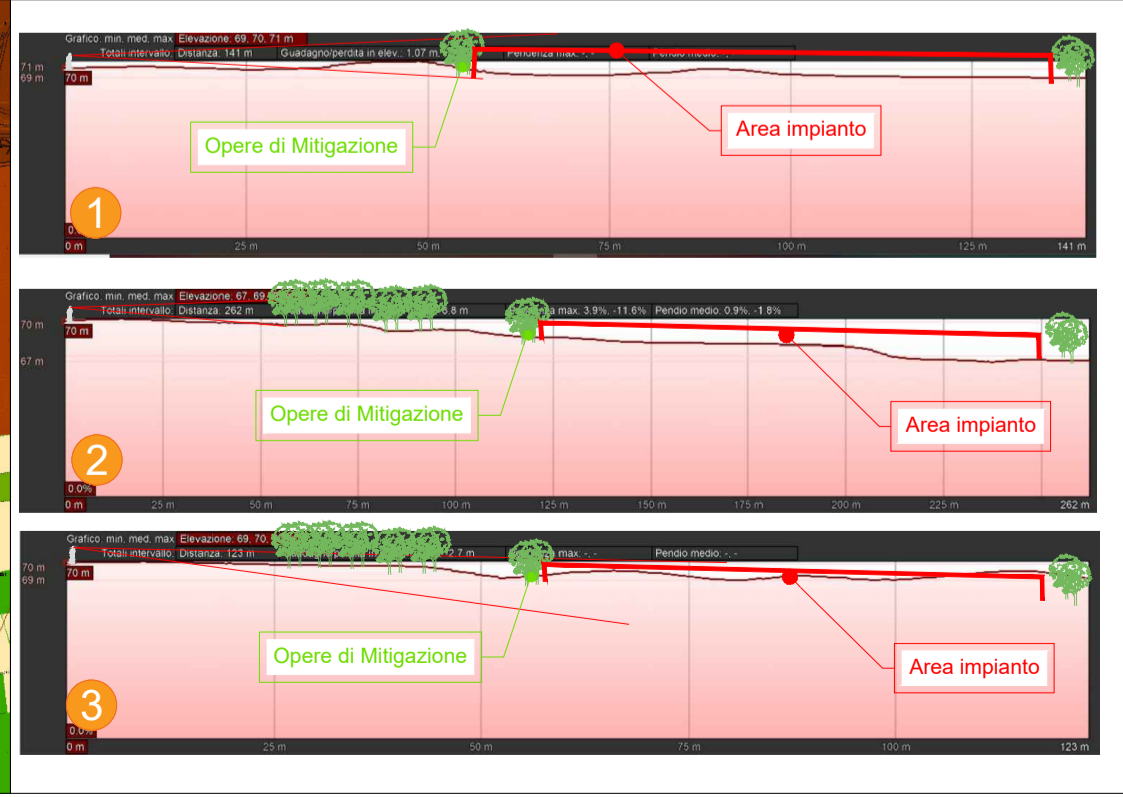 Grafico: min. med. max Elevazione: 69, 70, 71 m
Totali intervallo: Distanza: 141 m Guadagno/perdita in elev.: 1.07 m, Pendenza max: -, - Pendio medio: -, -
71 m
69 m
70 m
Opere di Mitigazione
Area impianto
1
0 m 25 m 50 m 75 m 100 m 125 m 141 m
Grafico: min. med. max Elevazione: 67, 69,
Totali intervallo: Distanza: 262 m 6.8 m a max: 3.9%, -11.6% Pendio medio: 0.9%, -1.8%
70 m
70 m
67 m
Opere di Mitigazione
Area impianto
2
0.0%
0 m 25 m 50 m 75 m 100 m 125 m 150 m 175 m 200 m 225 m 262 m
Grafico: min. med. max Elevazione: 69, 70,
Totali intervallo: Distanza: 123 m 2.7 m a max: -, - Pendio medio: -, -
70 m
69 m
70 m
Opere di Mitigazione
Area impianto
3
0.0%
0 m 25 m 50 m 75 m 100 m 123 m